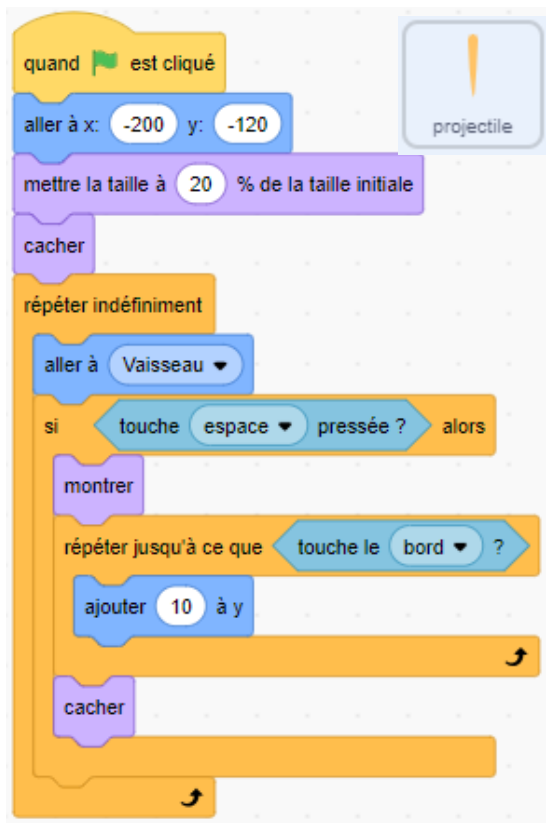 quand est cliqué
projectile
aller à x: -200 y: -120
mettre la taille à 20 % de la taille initiale
cacher
répéter indéfiniment
aller à Vaisseau
si touche espace pressée ? alors
montrer
répéter jusqu'à ce que touche le bord ?
ajouter 10 à y
cacher